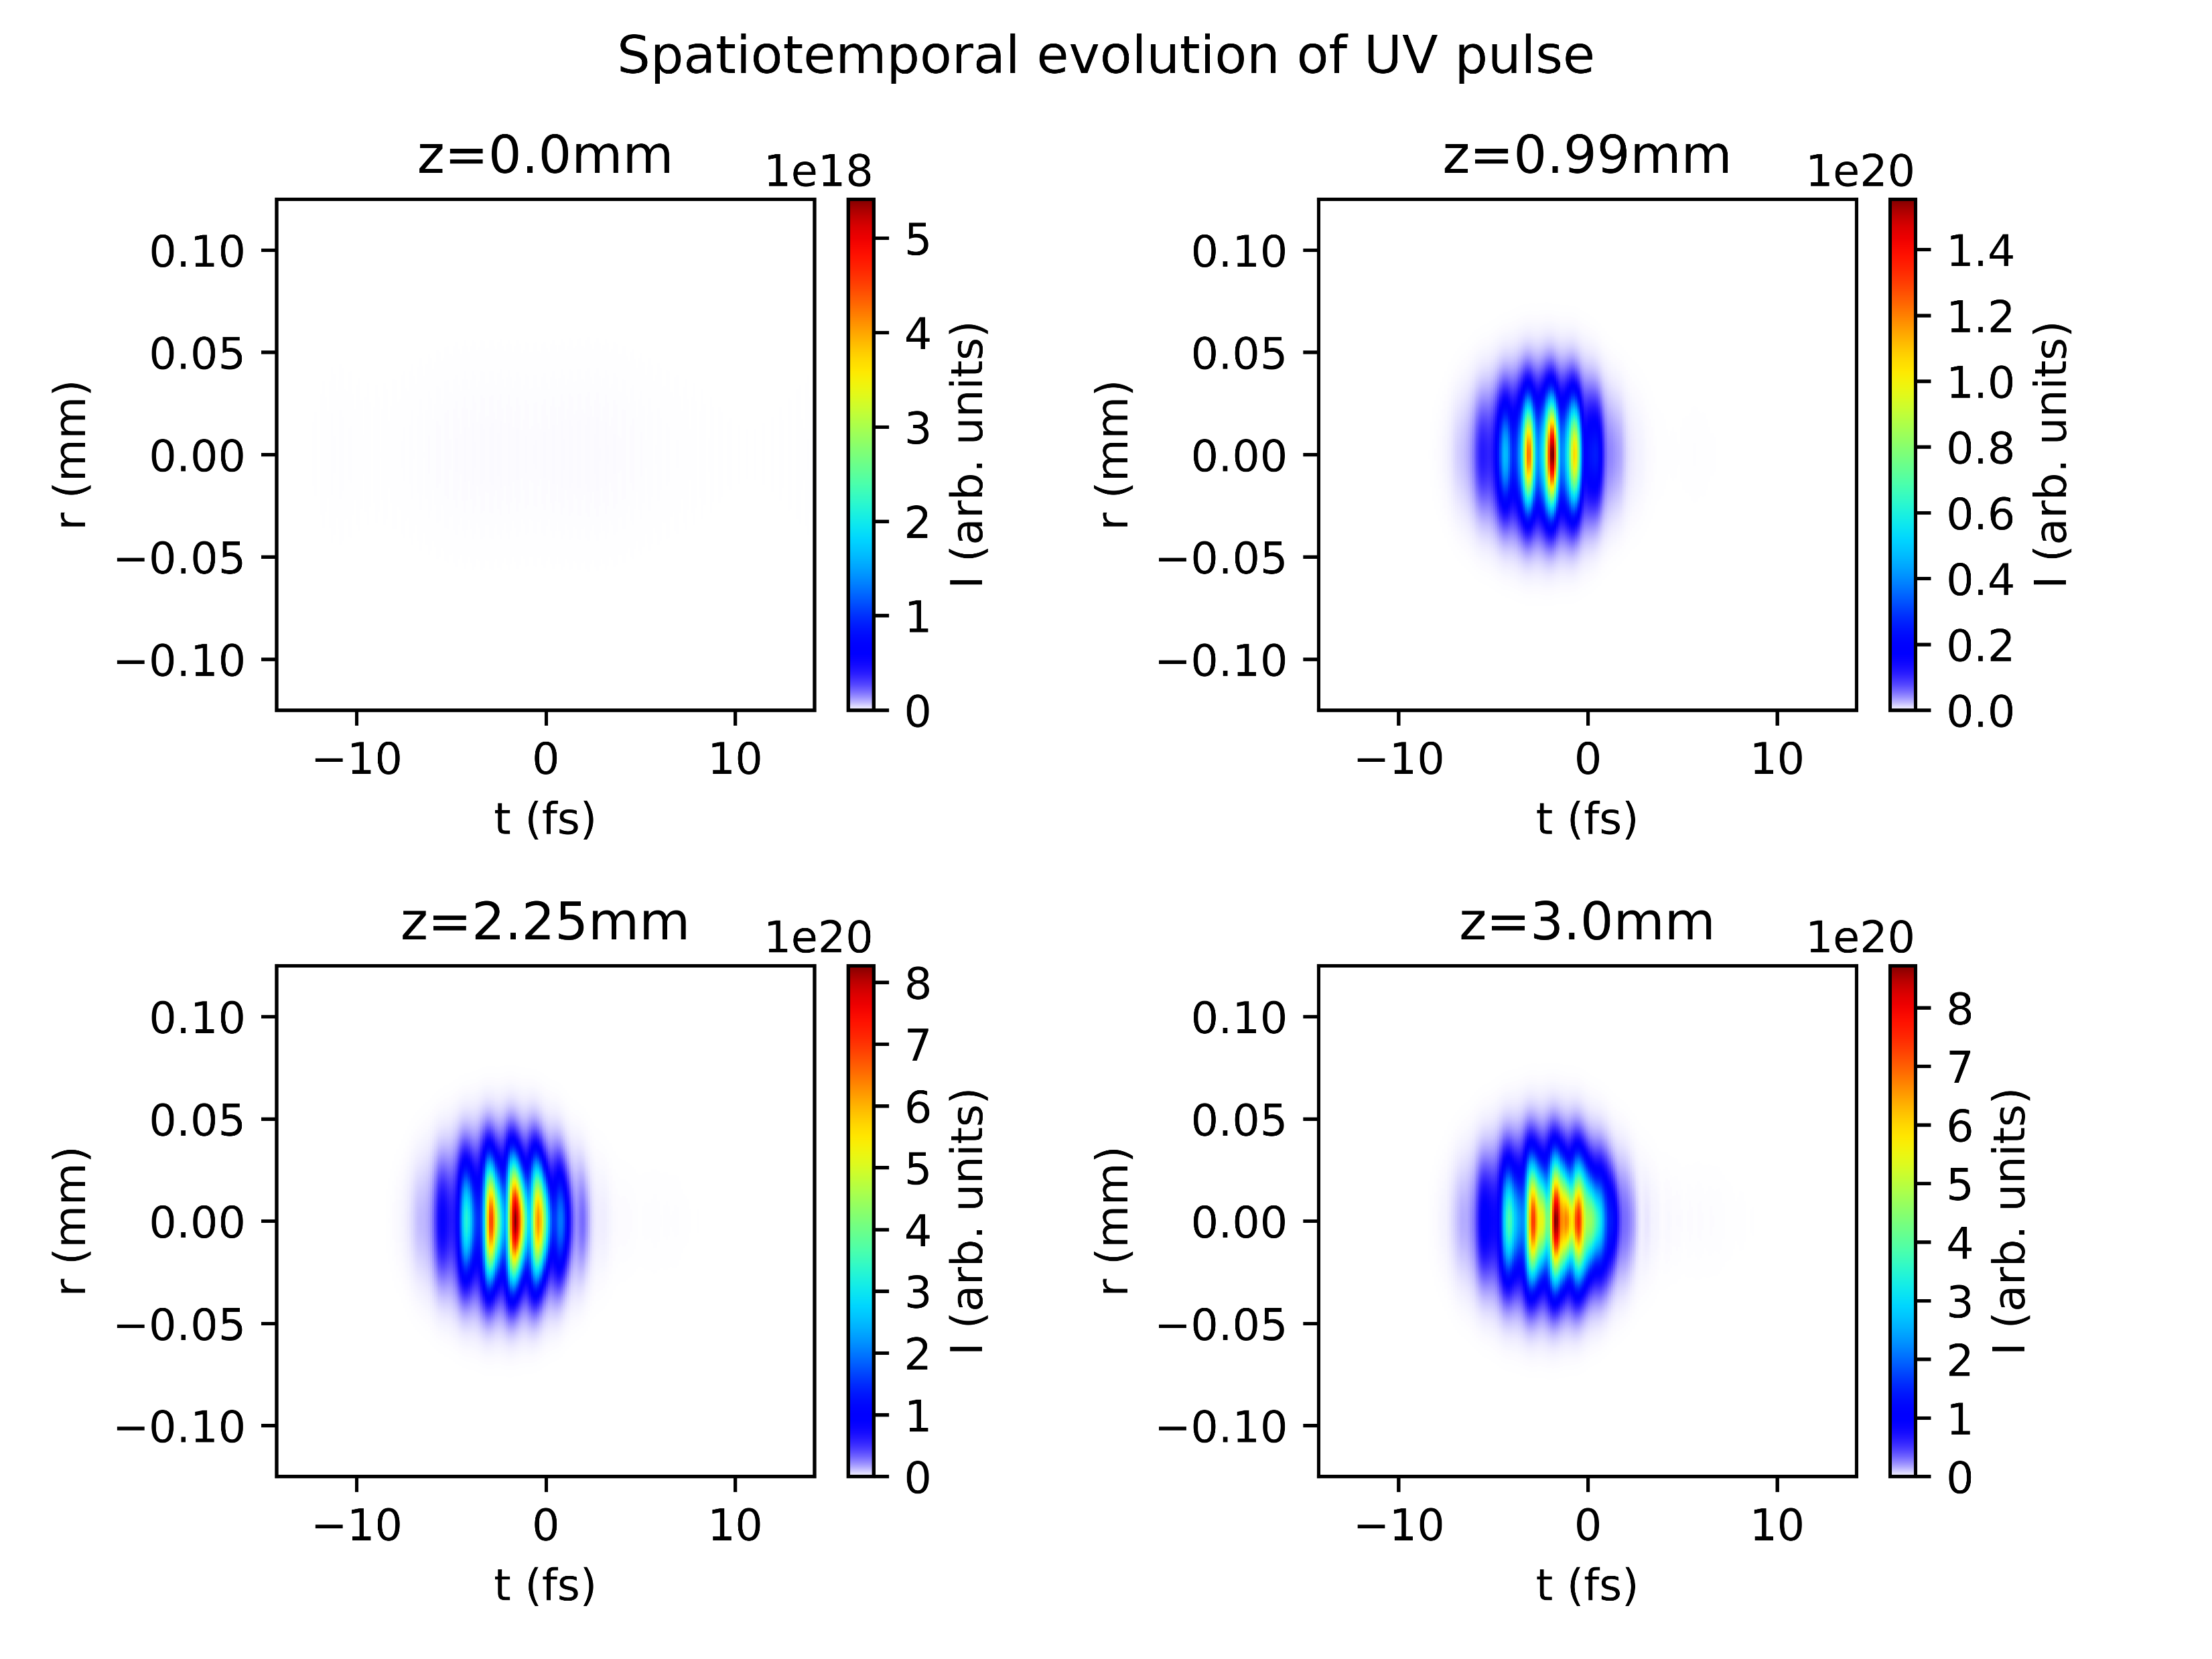 Spatiotemporal evolution of UV pulse
z=0.0mm
1e18
0.10
0.05
0.00
−0.05
−0.10
r (mm)
−10 0 10
t (fs)
5
4
3
2
1
0
I (arb. units)
z=0.99mm
1e20
0.10
0.05
0.00
−0.05
−0.10
r (mm)
−10 0 10
t (fs)
1.4
1.2
1.0
0.8
0.6
0.4
0.2
0.0
I (arb. units)
z=2.25mm
1e20
0.10
0.05
0.00
−0.05
−0.10
r (mm)
−10 0 10
t (fs)
8
7
6
5
4
3
2
1
0
I (arb. units)
z=3.0mm
1e20
0.10
0.05
0.00
−0.05
−0.10
r (mm)
−10 0 10
t (fs)
8
7
6
5
4
3
2
1
0
I (arb. units)